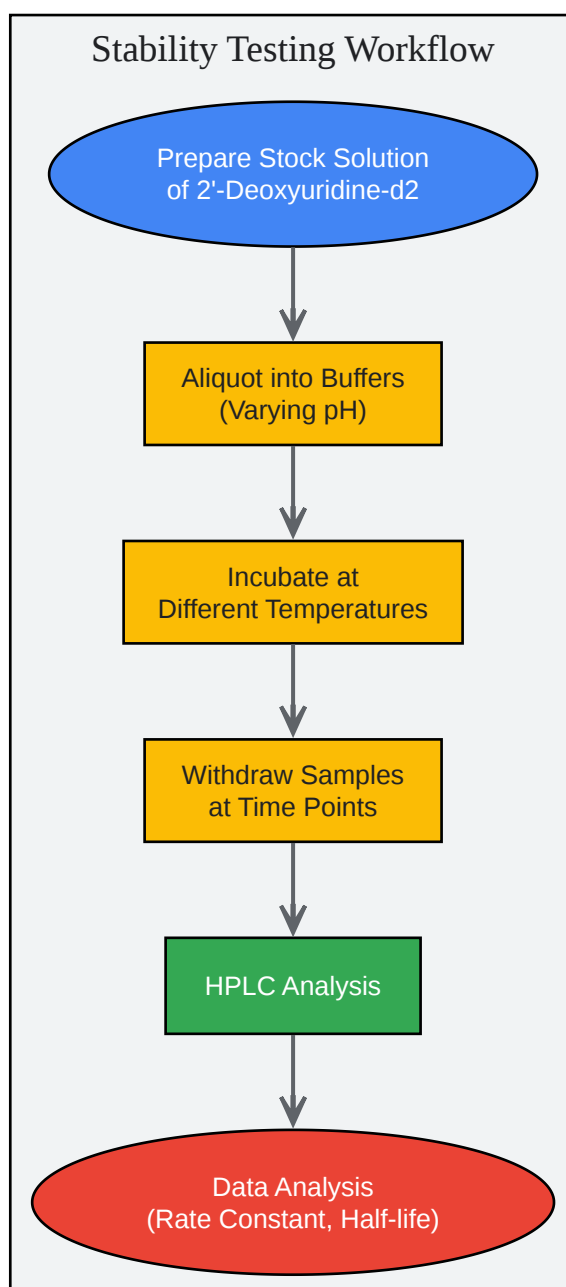 Stability Testing Workflow
Prepare Stock Solution
of 2'-Deoxyuridine-d2
Aliquot into Buffers
(Varying pH)
Incubate at
Different Temperatures
Withdraw Samples
at Time Points
HPLC Analysis
Data Analysis
(Rate Constant, Half-life)